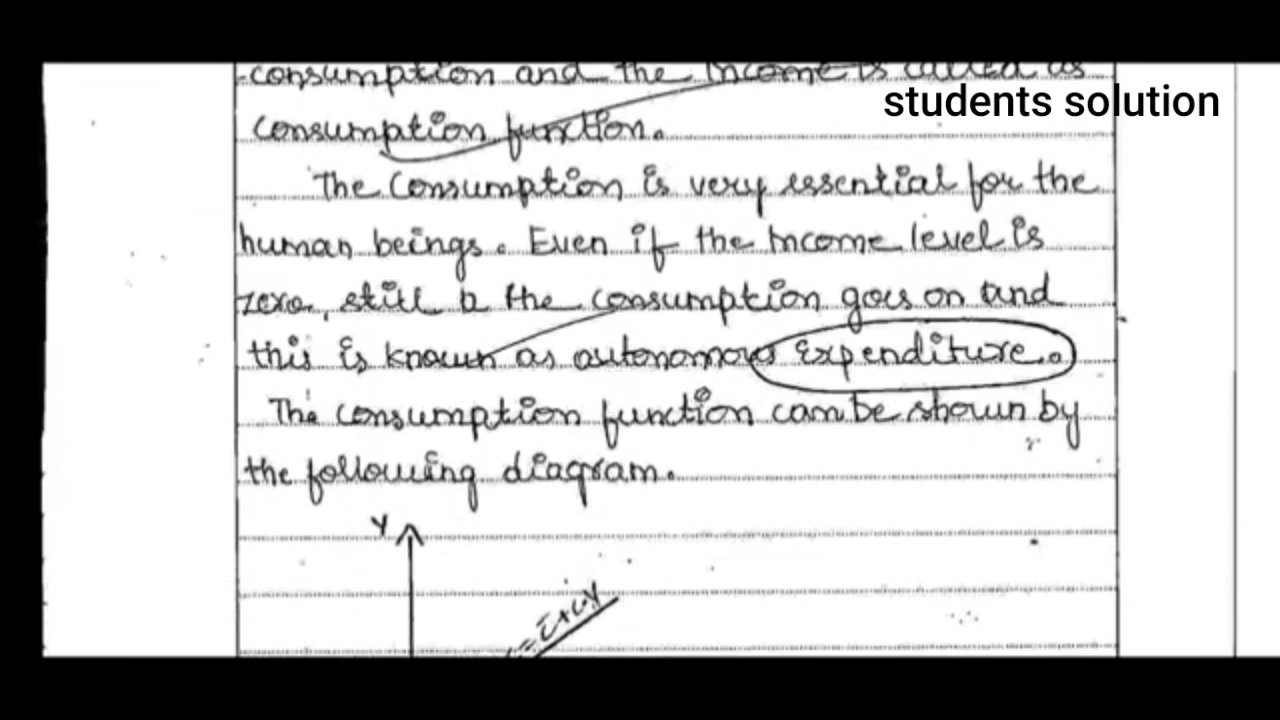 consumption and the income is called as
students solution
consumption function.
The consumption is very essential for the
human beings. Even if the income level is
zero, still a the consumption goes on and
this is known as autonomous expenditure.
The consumption function can be shown by
the following diagram.
Y
= C̄+C.Y